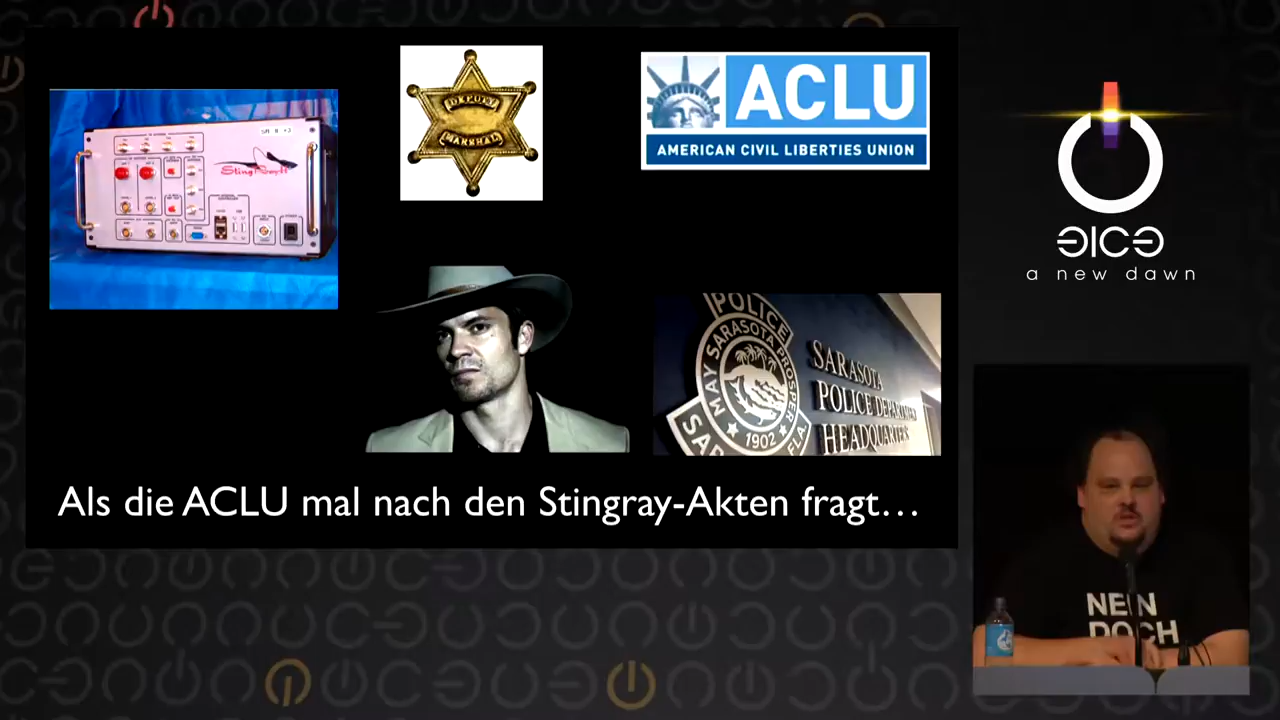 StingRay II
DEPUTY
MARSHAL
ACLU
AMERICAN CIVIL LIBERTIES UNION
POLICE
MAY SARASOTA PROSPER
1902
FLA.
SARASOTA
POLICE DEPARTMENT
HEADQUARTERS
Als die ACLU mal nach den Stingray-Akten fragt…
a new dawn
NEIN
DOCH